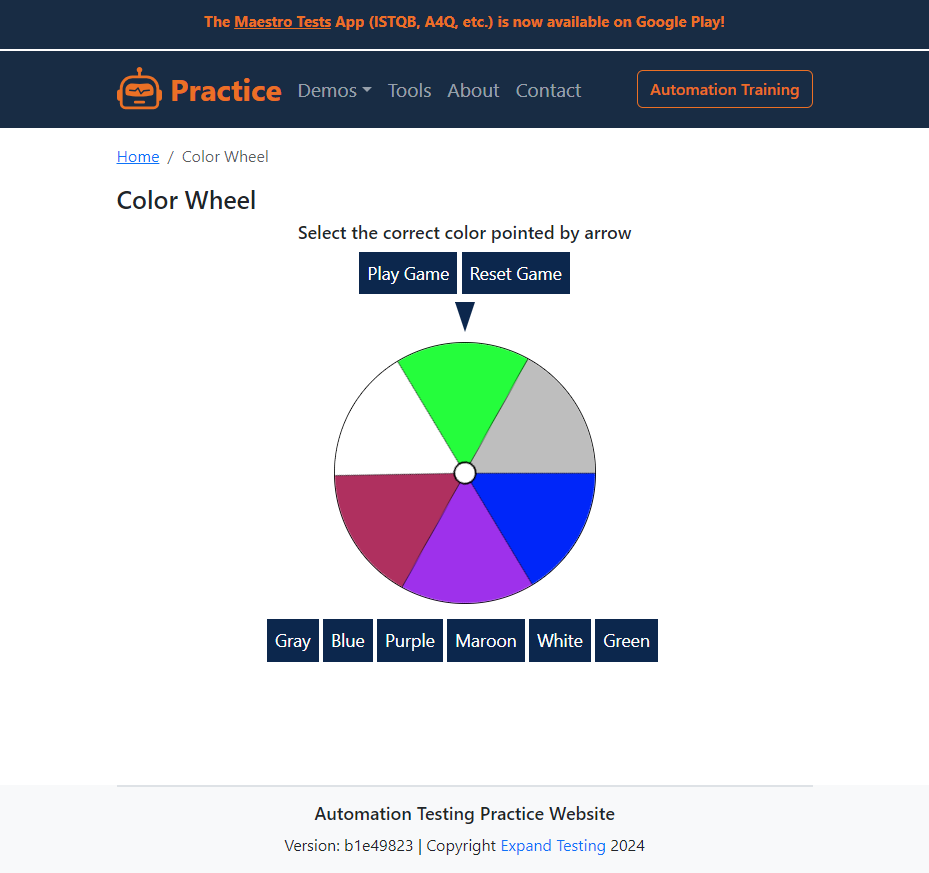 The Maestro Tests App (ISTQB, A4Q, etc.) is now available on Google Play!
Practice Demos Tools About Contact Automation Training
Home / Color Wheel
Color Wheel
Select the correct color pointed by arrow
Play Game Reset Game
Gray Blue Purple Maroon White Green
Automation Testing Practice Website
Version: b1e49823 | Copyright Expand Testing 2024